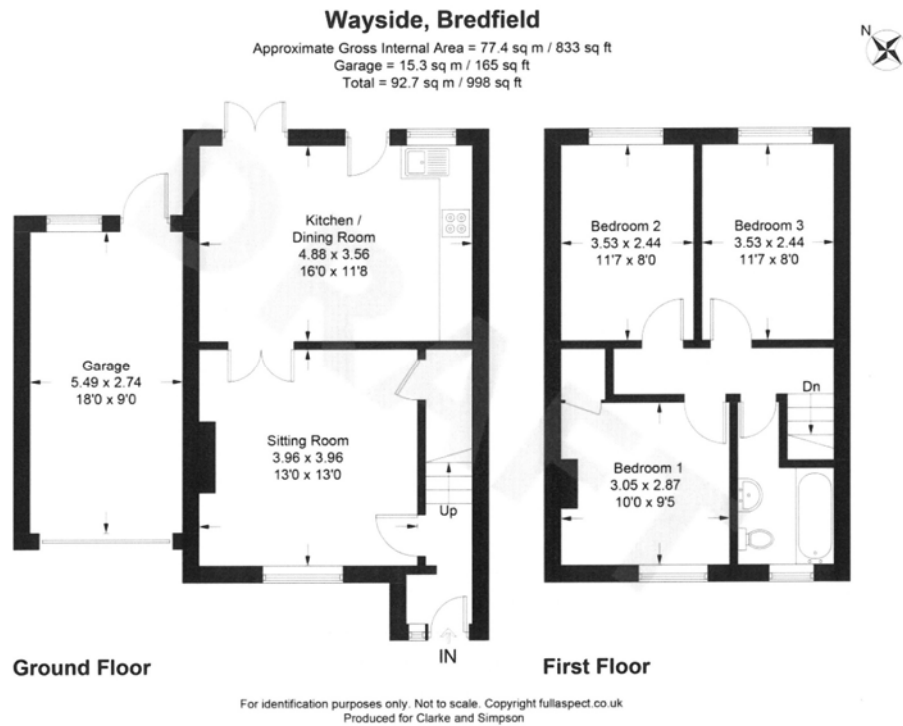 Wayside, Bredfield
Approximate Gross Internal Area = 77.4 sq m / 833 sq ft
Garage = 15.3 sq m / 165 sq ft
Total = 92.7 sq m / 998 sq ft
N
DRAFT
Kitchen /
Dining Room
4.88 x 3.56
16'0 x 11'8
Garage
5.49 x 2.74
18'0 x 9'0
Sitting Room
3.96 x 3.96
13'0 x 13'0
Up
IN
Ground Floor
Bedroom 2
3.53 x 2.44
11'7 x 8'0
Bedroom 3
3.53 x 2.44
11'7 x 8'0
Dn
Bedroom 1
3.05 x 2.87
10'0 x 9'5
First Floor
For identification purposes only. Not to scale. Copyright fullaspect.co.uk
Produced for Clarke and Simpson